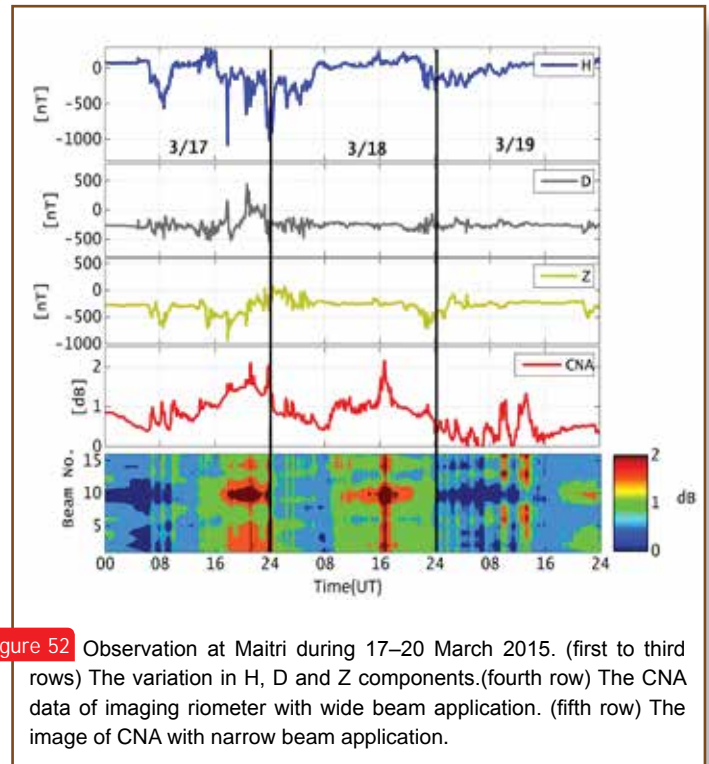 0
-500
-1000
[nT]
H
3/17
3/18
3/19
500
0
-500
[nT]
D
500
0
-500
-1000
[nT]
Z
2
1
0
[dB]
CNA
15
10
5
Beam No.
2
1
0
dB
00 08 16 24 08 16 24 08 16 24
Time(UT)
gure 52 Observation at Maitri during 17–20 March 2015. (first to third
rows) The variation in H, D and Z components.(fourth row) The CNA
data of imaging riometer with wide beam application. (fifth row) The
image of CNA with narrow beam application.